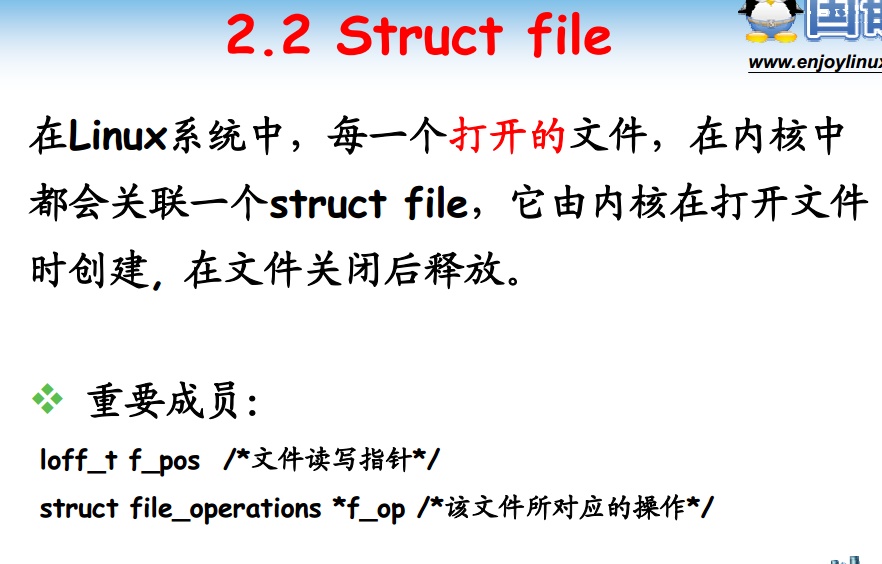 2.2 Struct file
www.enjoylinux
在Linux系统中，每一个打开的文件，在内核中
都会关联一个struct file，它由内核在打开文件
时创建, 在文件关闭后释放。
重要成员：
loff_t f_pos /*文件读写指针*/
struct file_operations *f_op /*该文件所对应的操作*/